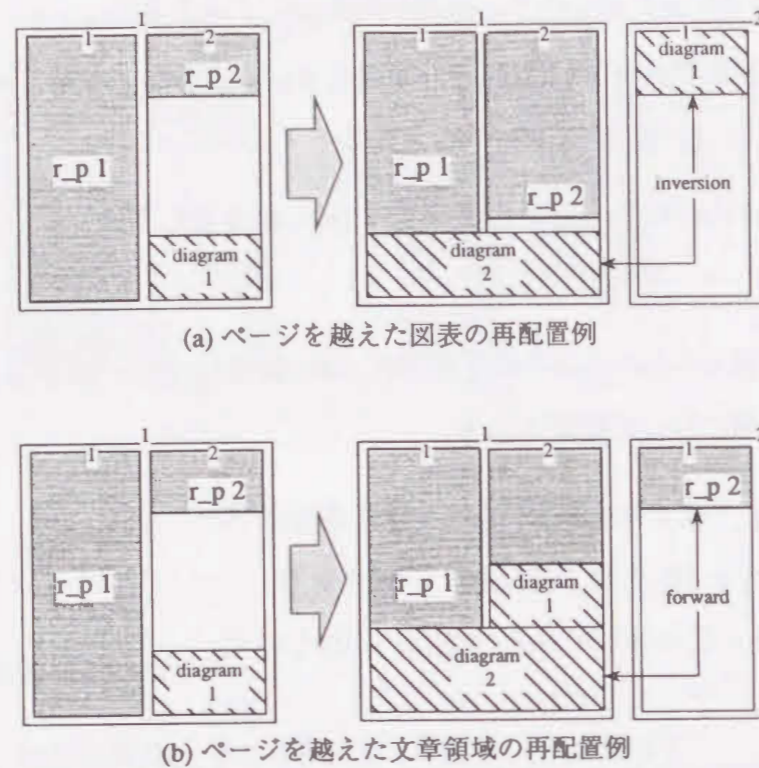 1 1 2
1 2 1 2 1
r_p 2 diagram
1
r_p 1 r_p 1 r_p 2 inversion
diagram diagram
1 2
(a) ページを越えた図表の再配置例
1 1
1 2 1 2 1
r_p 2 r_p 2
r_p 1 r_p 1 diagram forward
1
diagram diagram
1 2
(b) ページを越えた文章領域の再配置例